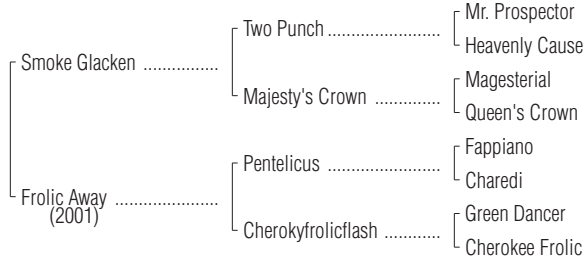 Mr. Prospector
Two Punch ......................
Heavenly Cause
Smoke Glacken ...............
Magesterial
Majesty's Crown .............
Queen's Crown
Fappiano
Pentelicus ......................
Charedi
Frolic Away ....................
(2001)
Green Dancer
Cherokyfrolicflash ............
Cherokee Frolic